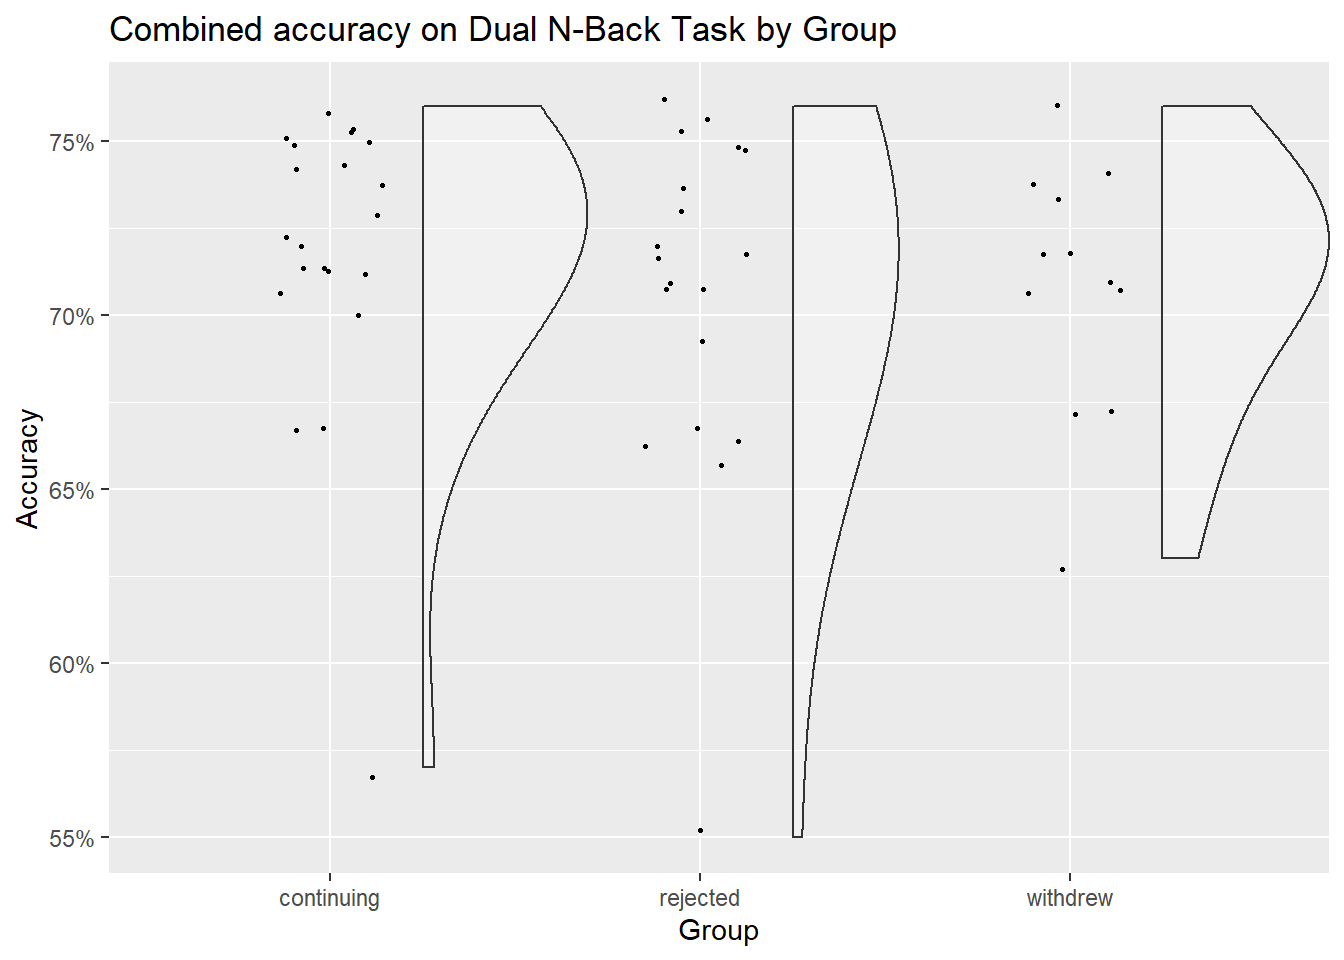 Combined accuracy on Dual N-Back Task by Group
75%
70%
65%
60%
55%
Accuracy
continuing rejected withdrew
Group